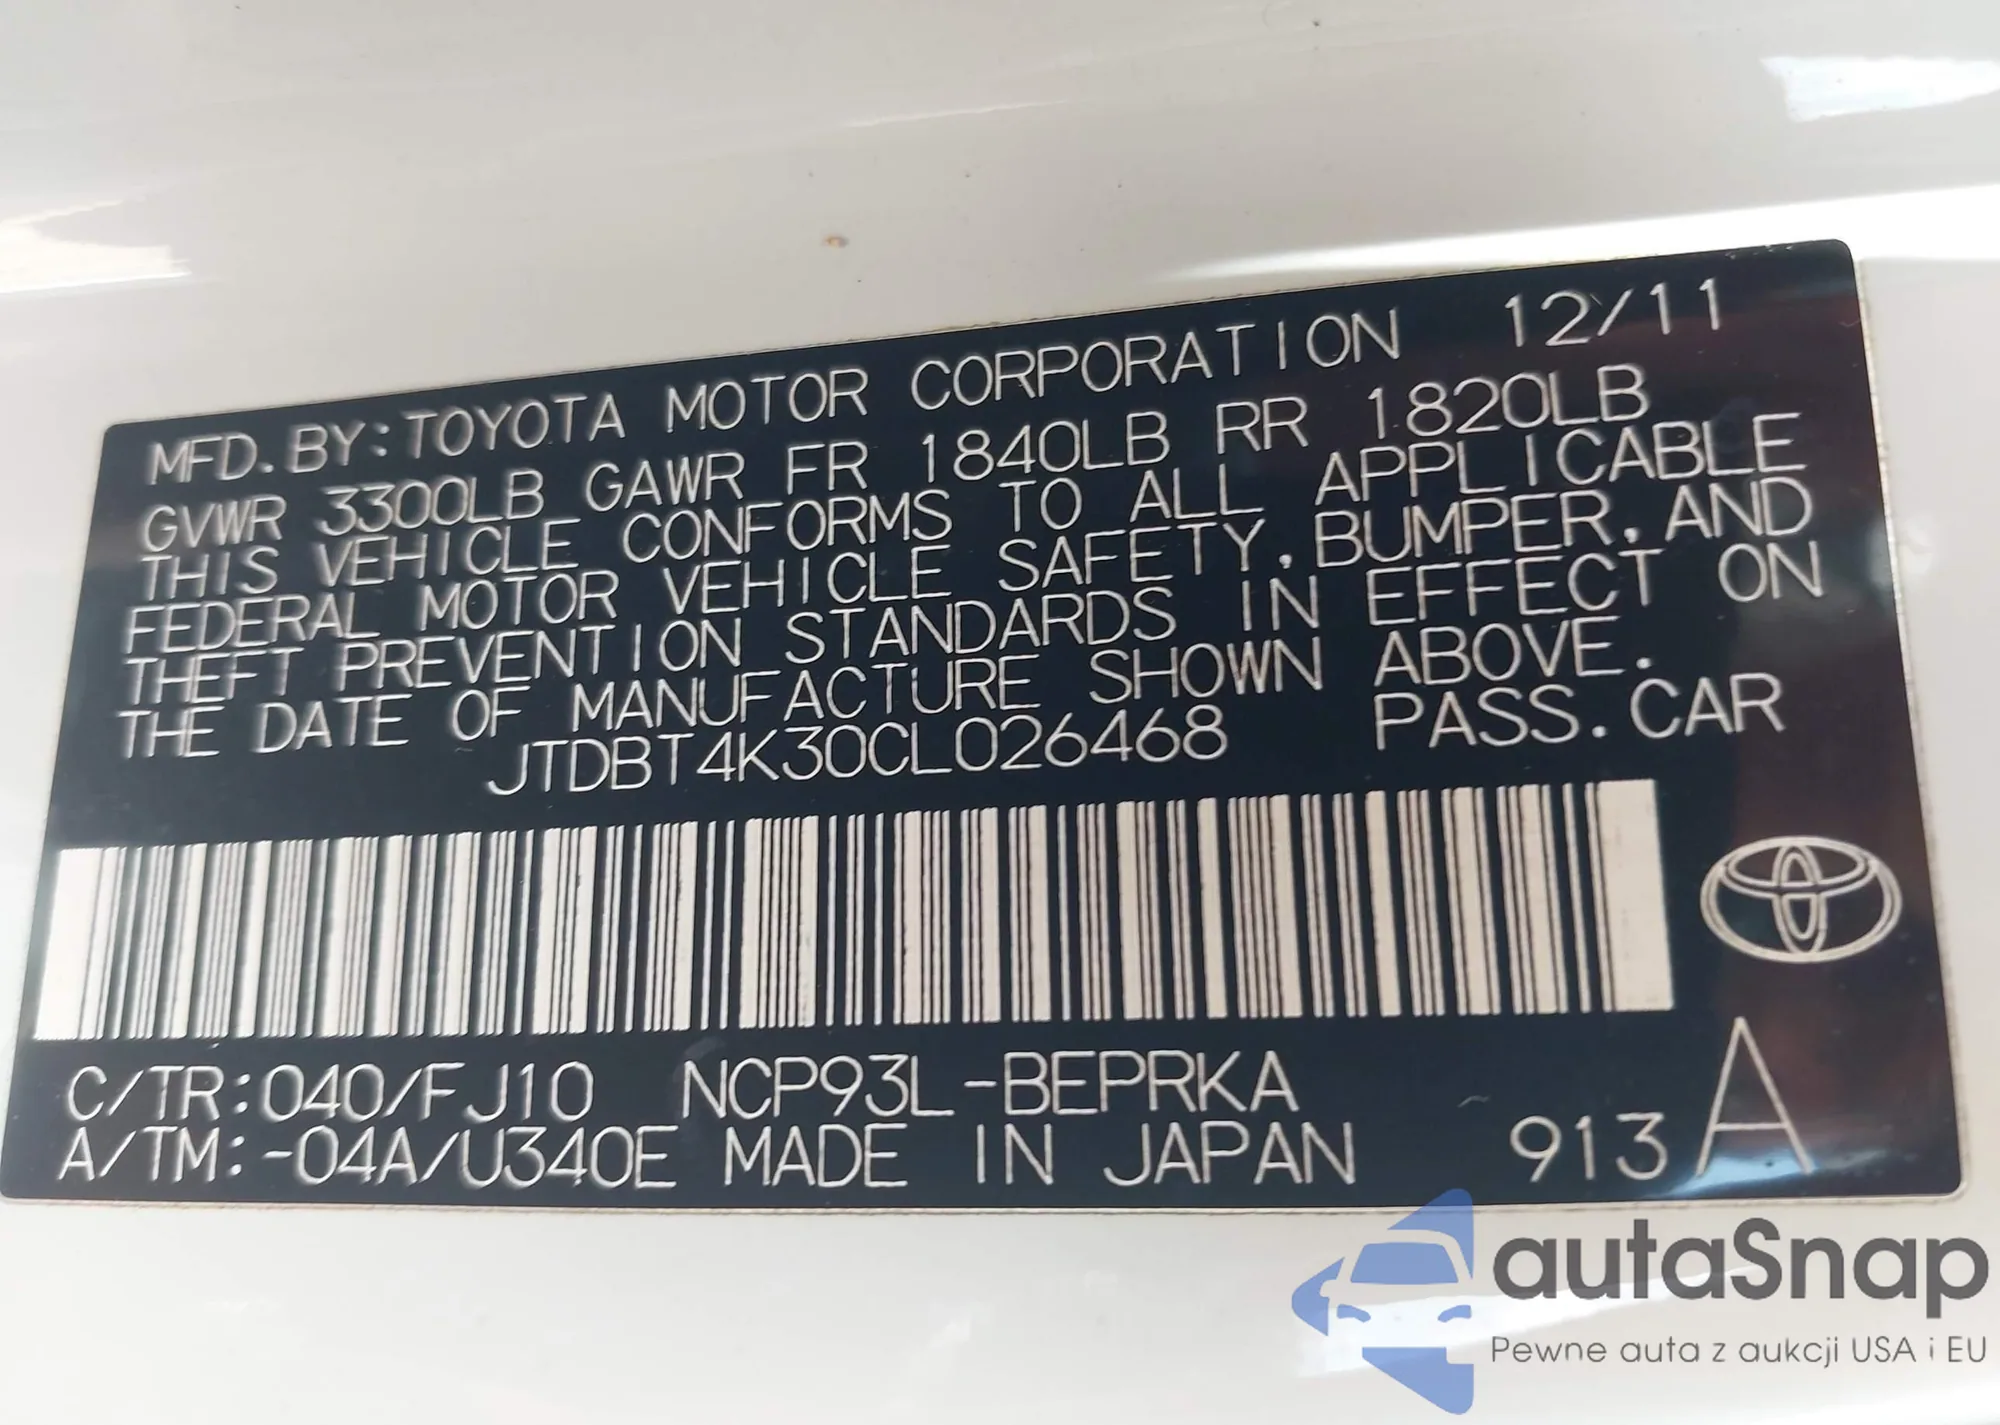 MFD.BY:TOYOTA MOTOR CORPORATION 12/11
GVWR 3300LB GAWR FR 1840LB RR 1820LB
THIS VEHICLE CONFORMS TO ALL APPLICABLE
FEDERAL MOTOR VEHICLE SAFETY,BUMPER,AND
THEFT PREVENTION STANDARDS IN EFFECT ON
THE DATE OF MANUFACTURE SHOWN ABOVE.
JTDBT4K30CL026468 PASS.CAR
C/TR:040/FJ10 NCP93L-BEPRKA
A/TM:-04A/U340E MADE IN JAPAN 913 A
autaSnap
Pewne auta z aukcji USA i EU